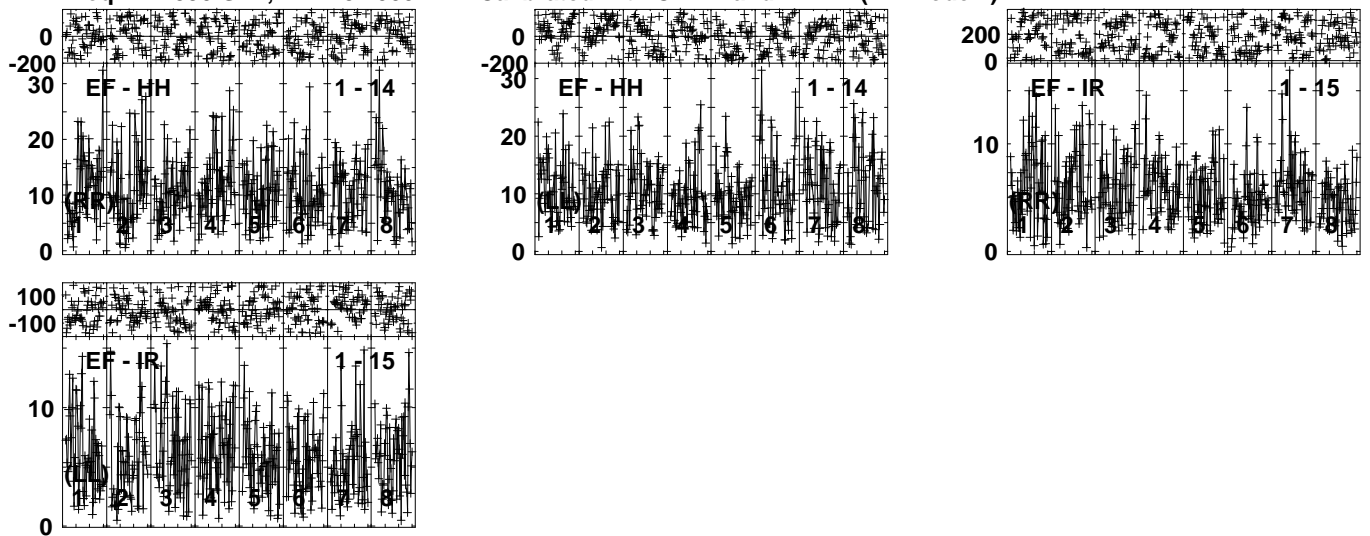 0 0 200
-200 -200 0
30 30
EF - HH 1 - 14 EF - HH 1 - 14 EF - IR 1 - 15
20 20
10 10 10
(RR) (LL) (RR)
1 2 3 4 5 6 7 8 1 2 3 4 5 6 7 8 1 2 3 4 5 6 7 8
0 0 0
100
-100
EF - IR 1 - 15
10
(LL)
1 2 3 4 5 6 7 8
0